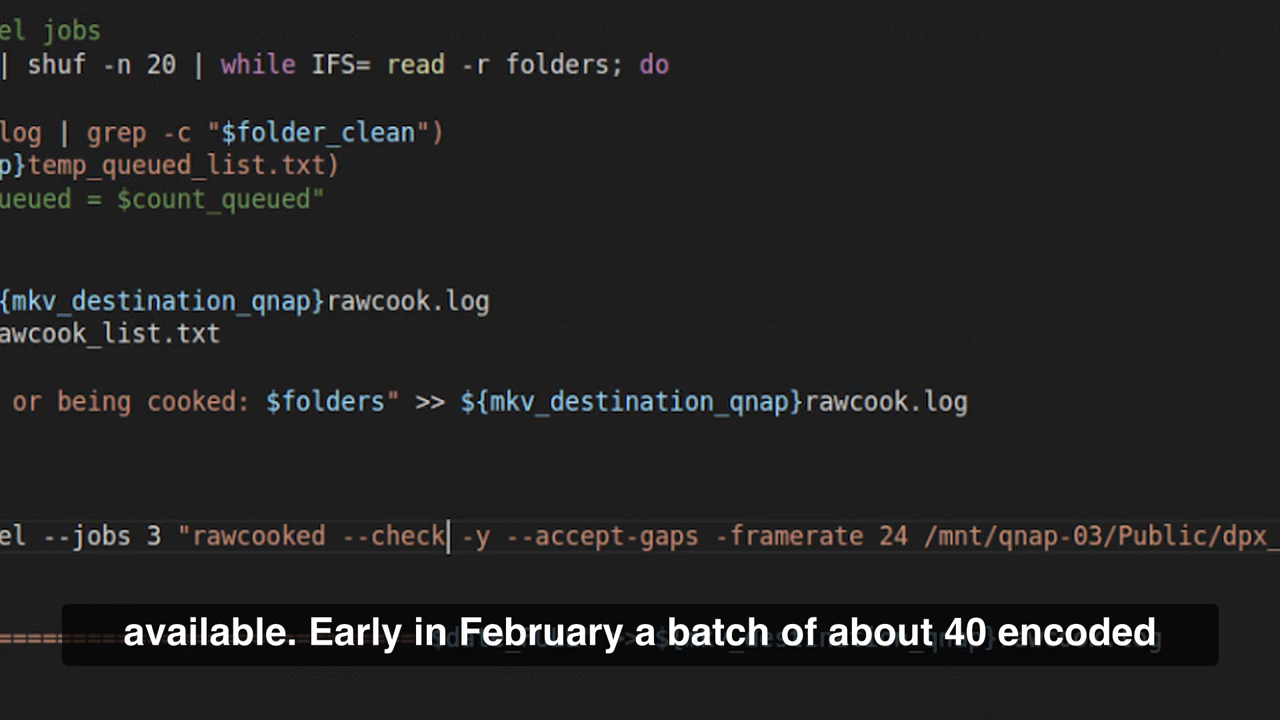 el jobs
| shuf -n 20 | while IFS= read -r folders; do
log | grep -c "$folder_clean")
p}temp_queued_list.txt)
ueued = $count_queued"
{mkv_destination_qnap}rawcook.log
awcook_list.txt
or being cooked: $folders" >> ${mkv_destination_qnap}rawcook.log
el --jobs 3 "rawcooked --check -y --accept-gaps -framerate 24 /mnt/qnap-03/Public/dpx_
available. Early in February a batch of about 40 encoded